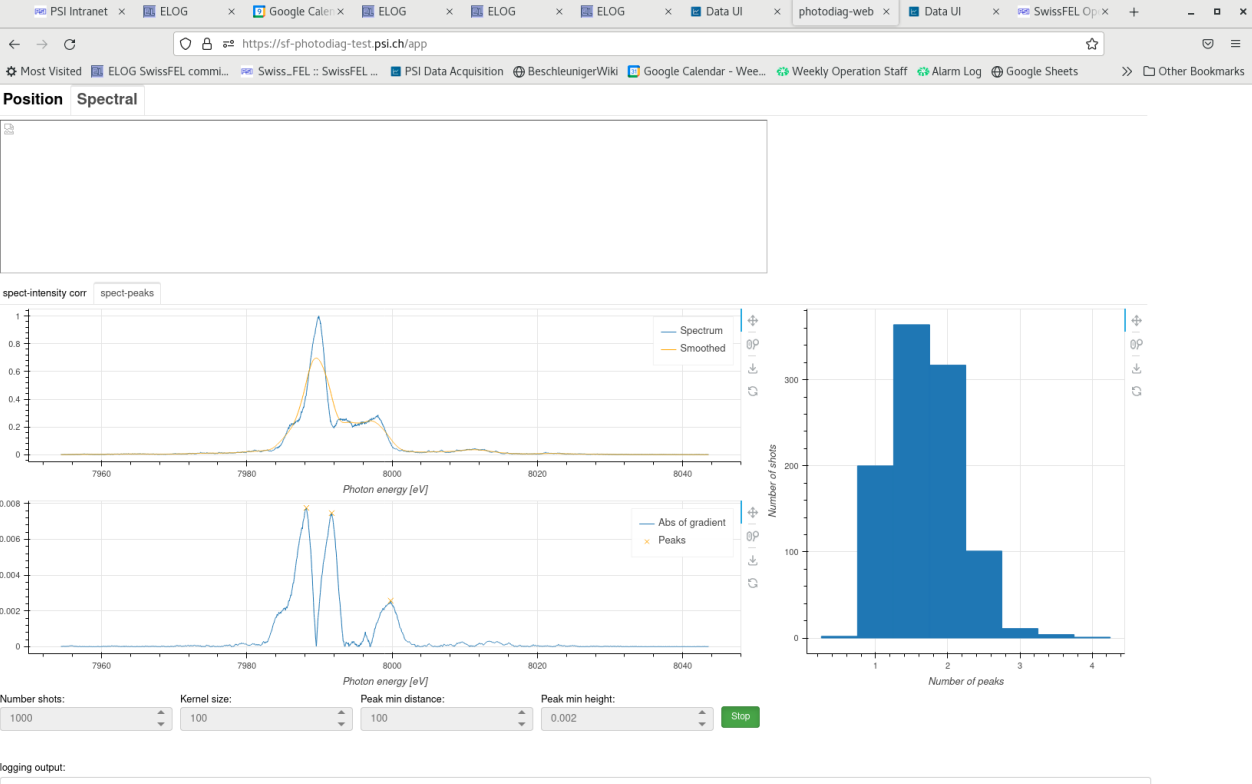 PSI Intranet × ELOG × Google Calen × ELOG × ELOG × ELOG × Data UI × photodiag-web × Data UI × SwissFEL Op × +
https://sf-photodiag-test.psi.ch/app
Most Visited ELOG SwissFEL commi... Swiss_FEL :: SwissFEL ... PSI Data Acquisition BeschleunigerWiki Google Calendar - Wee... Weekly Operation Staff Alarm Log Google Sheets Other Bookmarks
Position Spectral
spect-intensity corr spect-peaks
1
0.8
0.6
0.4
0.2
0
Spectrum
Smoothed
7960 7980 8000 8020 8040
Photon energy [eV]
0.008
0.006
0.004
0.002
0
Abs of gradient
Peaks
7960 7980 8000 8020 8040
Photon energy [eV]
Number of shots
300
200
100
0
1 2 3 4
Number of peaks
Number shots: Kernel size: Peak min distance: Peak min height:
1000 100 100 0.002 Stop
logging output: